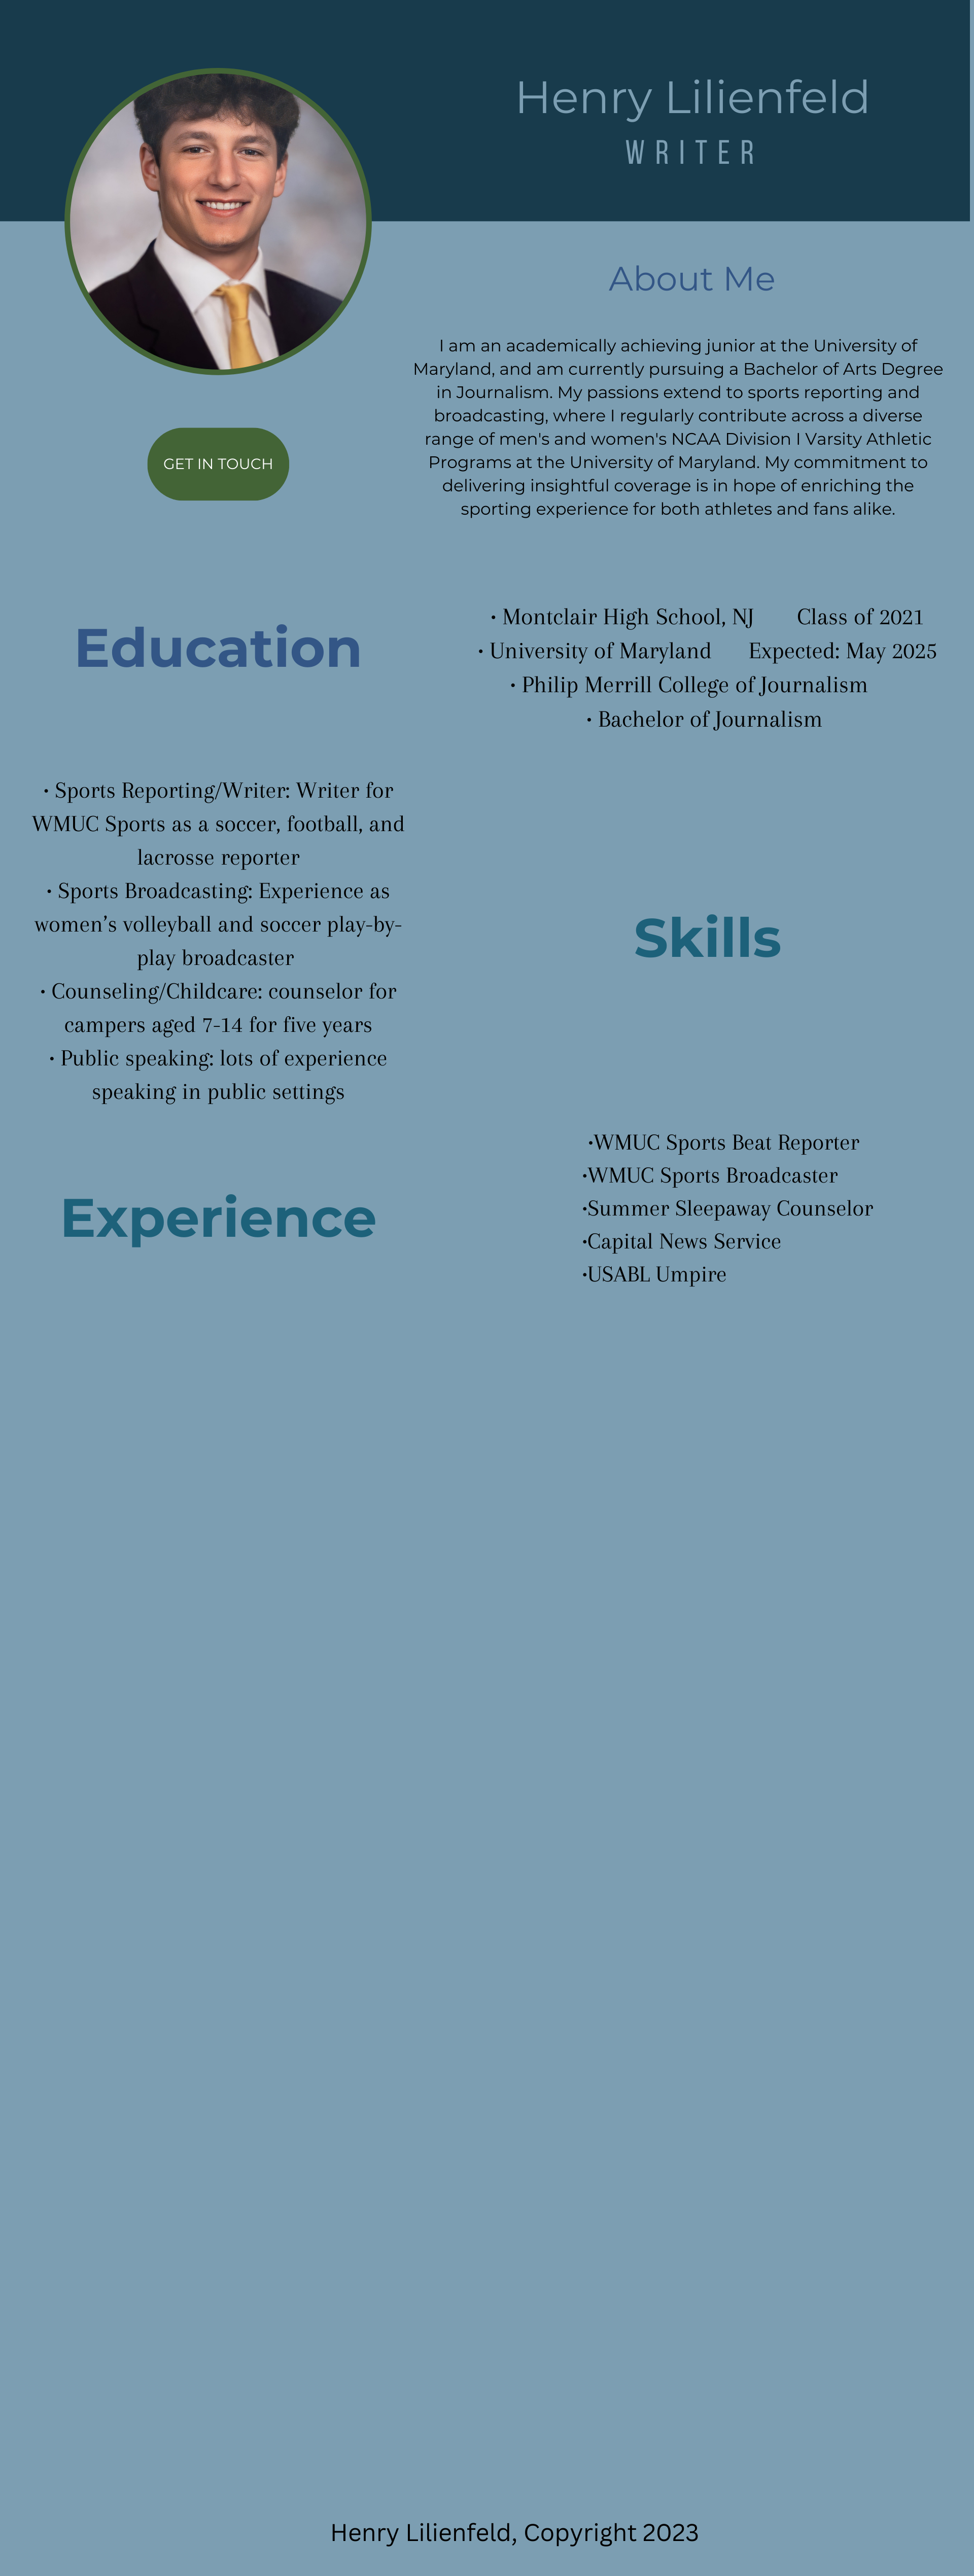 Henry Lilienfeld
WRITER
About Me
I am an academically achieving junior at the University of
Maryland, and am currently pursuing a Bachelor of Arts Degree
in Journalism. My passions extend to sports reporting and
broadcasting, where I regularly contribute across a diverse
range of men's and women's NCAA Division I Varsity Athletic
Programs at the University of Maryland. My commitment to
delivering insightful coverage is in hope of enriching the
sporting experience for both athletes and fans alike.
GET IN TOUCH
Education
• Montclair High School, NJ Class of 2021
• University of Maryland Expected: May 2025
• Philip Merrill College of Journalism
• Bachelor of Journalism
• Sports Reporting/Writer: Writer for
WMUC Sports as a soccer, football, and
lacrosse reporter
• Sports Broadcasting: Experience as
women’s volleyball and soccer play-by-
play broadcaster
• Counseling/Childcare: counselor for
campers aged 7-14 for five years
• Public speaking: lots of experience
speaking in public settings
Skills
Experience
•WMUC Sports Beat Reporter
•WMUC Sports Broadcaster
•Summer Sleepaway Counselor
•Capital News Service
•USABL Umpire
Henry Lilienfeld, Copyright 2023